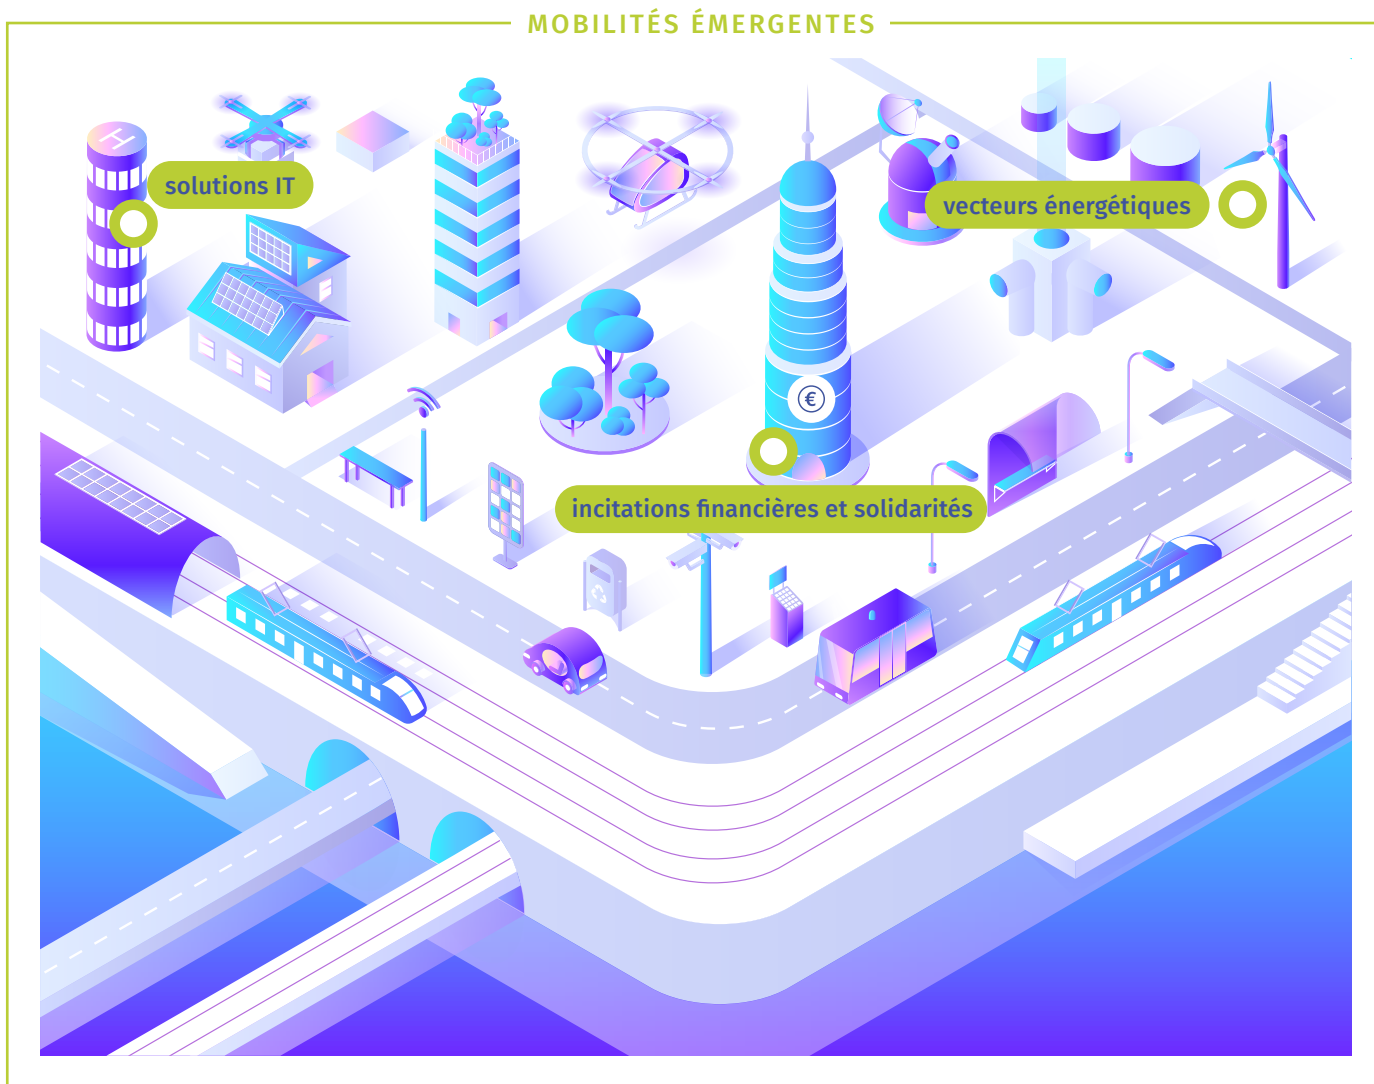 MOBILITÉS ÉMERGENTES
H
solutions IT
vecteurs énergétiques
€
incitations financières et solidarités